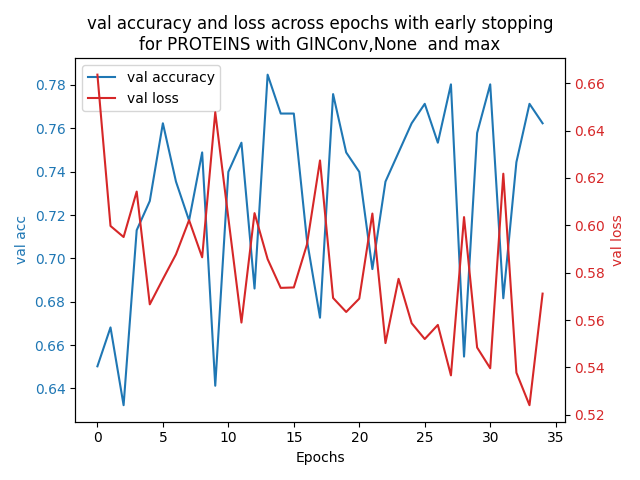 val accuracy and loss across epochs with early stopping
for PROTEINS with GINConv,None  and max
val accuracy
val loss
0.78
0.76
0.74
0.72
0.70
0.68
0.66
0.64
val acc
0.66
0.64
0.62
0.60
0.58
0.56
0.54
0.52
val loss
0 5 10 15 20 25 30 35
Epochs